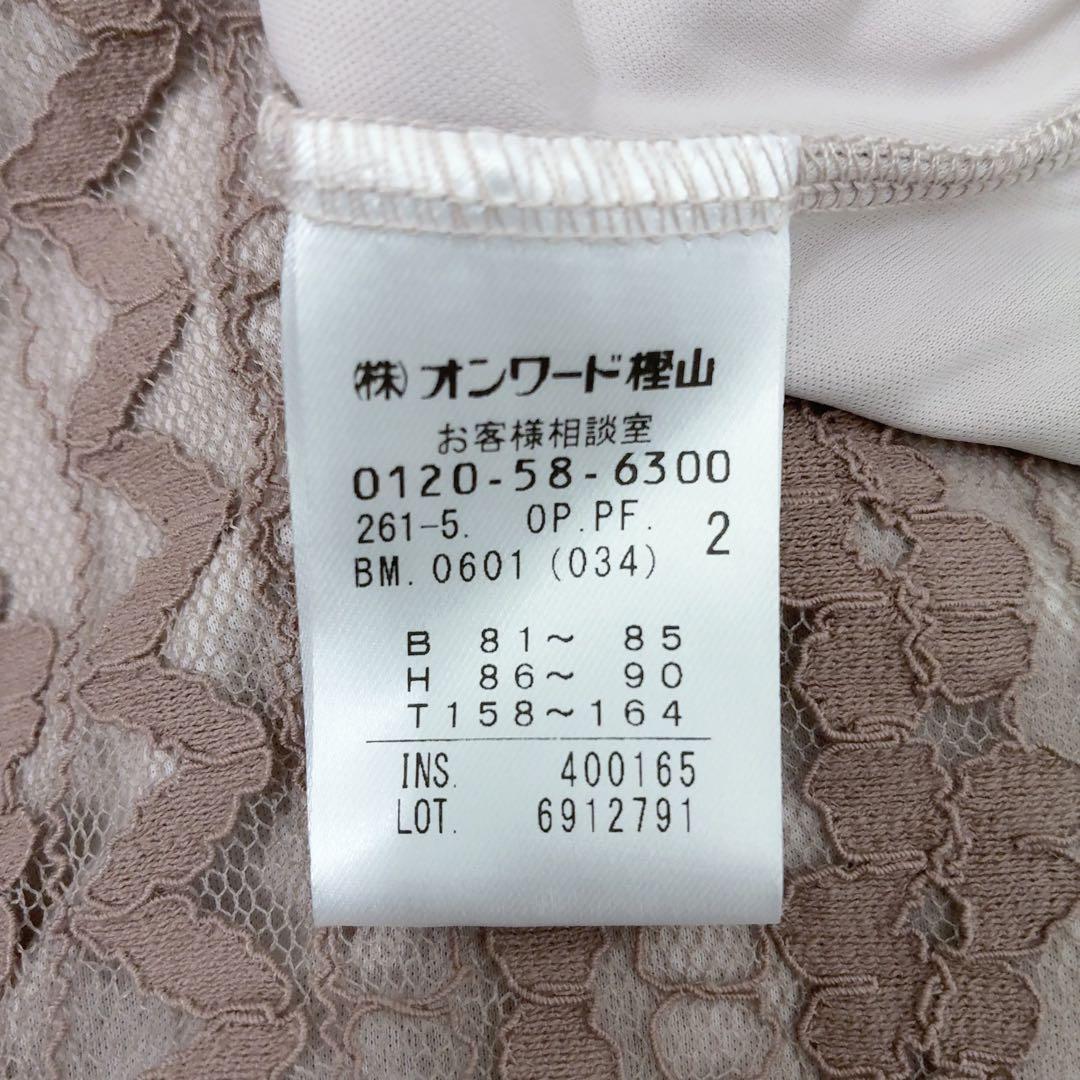 (株)オンワード樫山
お客様相談室
0120-58-6300
261-5. OP.PF. 2
BM. 0601 (034)
B 81~ 85
H 86~ 90
T158~164
INS. 400165
LOT. 6912791